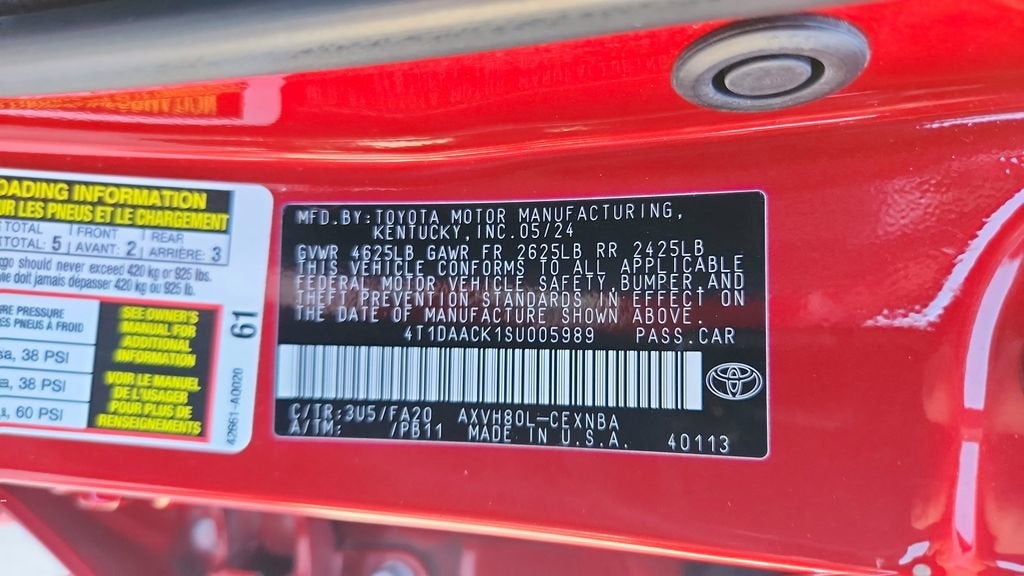 OADING INFORMATION
UR LES PNEUS ET LE CHARGEMENT
TOTAL FRONT REAR
TOTAL: 5 AVANT: 2 ARRIÈRE: 3
should never exceed 420 kg or 925 lbs.
doit jamais dépasser 420 kg ou 925 lb.
PRESSURE
PNEUS À FROID
38 PSI
38 PSI
60 PSI
SEE OWNER'S
MANUAL FOR
ADDITIONAL
INFORMATION
VOIR LE MANUEL
DE L'USAGER
POUR PLUS DE
RENSEIGNEMENTS
61
42661-A0020
MFD.BY:TOYOTA MOTOR MANUFACTURING,
KENTUCKY,INC.05/24
GVWR 4625LB GAWR FR 2625LB RR 2425LB
THIS VEHICLE CONFORMS TO ALL APPLICABLE
FEDERAL MOTOR VEHICLE SAFETY,BUMPER,AND
THEFT PREVENTION STANDARDS IN EFFECT ON
THE DATE OF MANUFACTURE SHOWN ABOVE.
4T1DAACK1SU005989 PASS.CAR
C/TR:3U5/FA20 AXVH80L-CEXNBA
A/TM: /PB11 MADE IN U.S.A. 40113